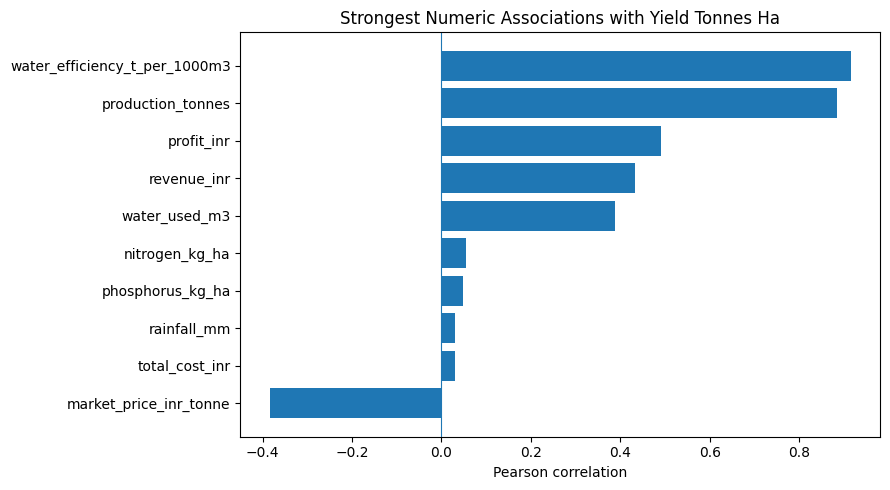 Strongest Numeric Associations with Yield Tonnes Ha
water_efficiency_t_per_1000m3
production_tonnes
profit_inr
revenue_inr
water_used_m3
nitrogen_kg_ha
phosphorus_kg_ha
rainfall_mm
total_cost_inr
market_price_inr_tonne
−0.4 −0.2 0.0 0.2 0.4 0.6 0.8
Pearson correlation